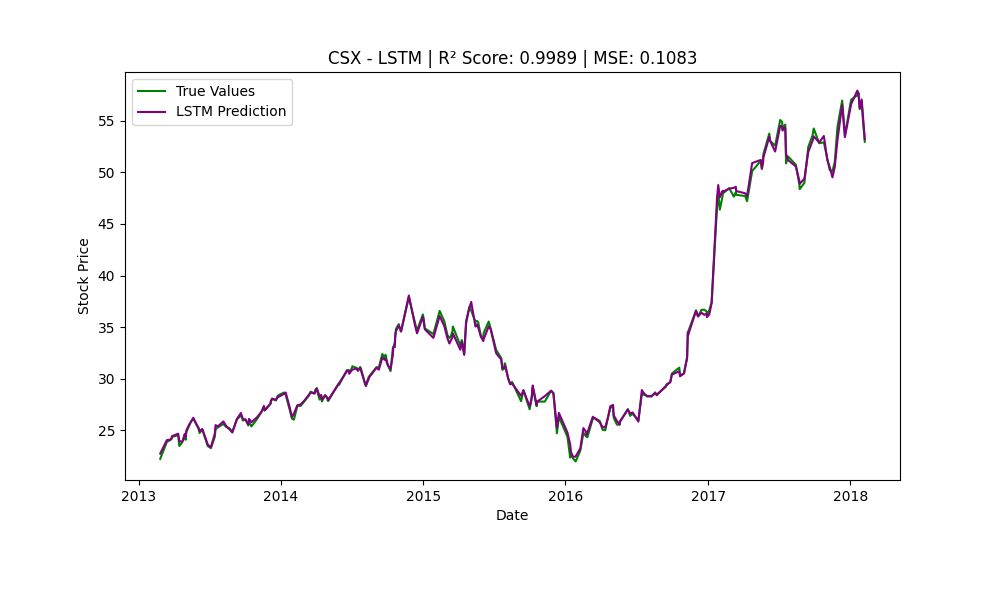 CSX - LSTM | R² Score: 0.9989 | MSE: 0.1083
True Values
LSTM Prediction
55
50
45
40
35
30
25
Stock Price
2013 2014 2015 2016 2017 2018
Date